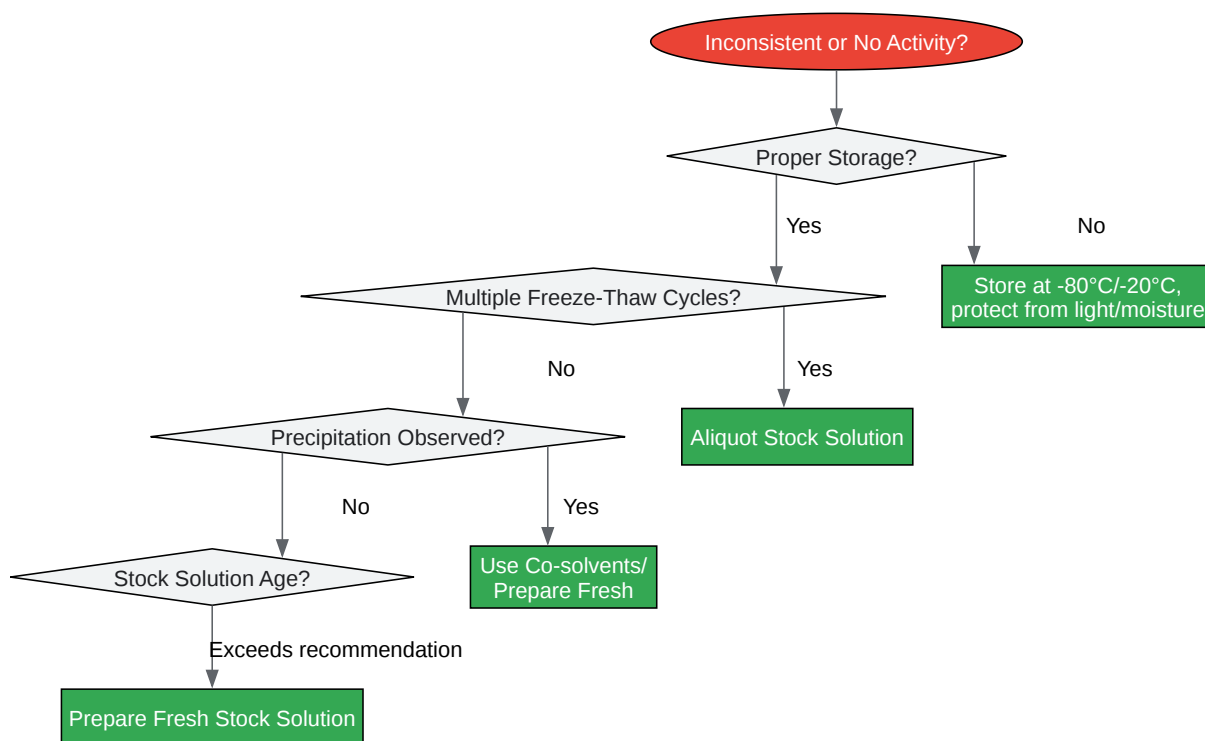 Inconsistent or No Activity?
Proper Storage?
Yes
No
Store at -80°C/-20°C,
protect from light/moisture
Multiple Freeze-Thaw Cycles?
No
Yes
Aliquot Stock Solution
Precipitation Observed?
No
Yes
Use Co-solvents/
Prepare Fresh
Stock Solution Age?
Exceeds recommendation
Prepare Fresh Stock Solution